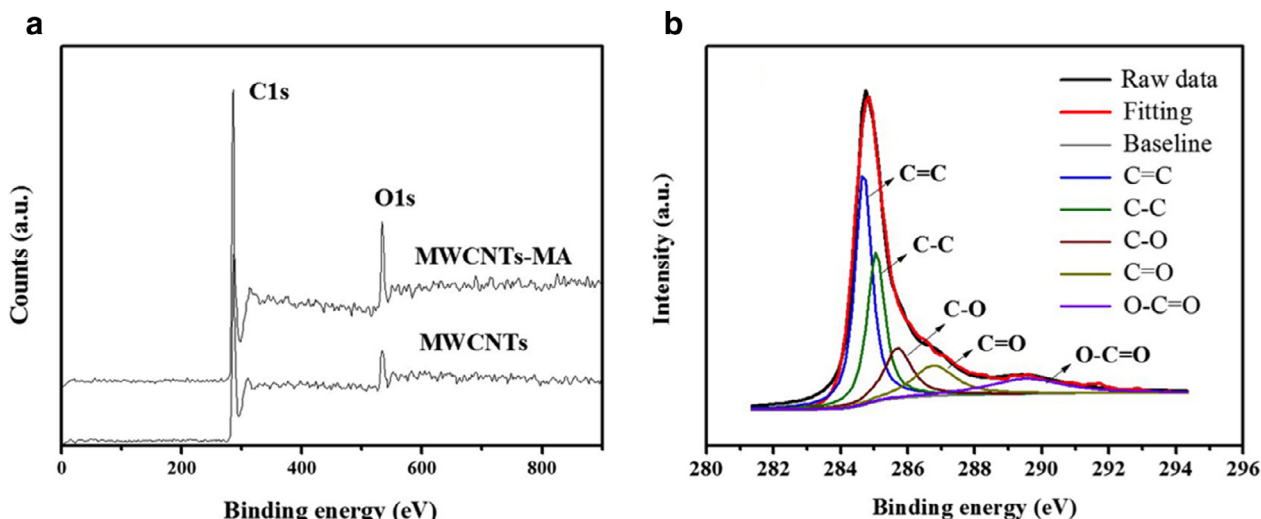 a
C1s
O1s
MWCNTs-MA
MWCNTs
Counts (a.u.)
0 200 400 600 800
Binding energy (eV)
b
Raw data
Fitting
Baseline
C=C
C-C
C-O
C=O
O-C=O
C=C
C-C
C-O
C=O
O-C=O
Intensity (a.u.)
280 282 284 286 288 290 292 294 296
Binding energy (eV)